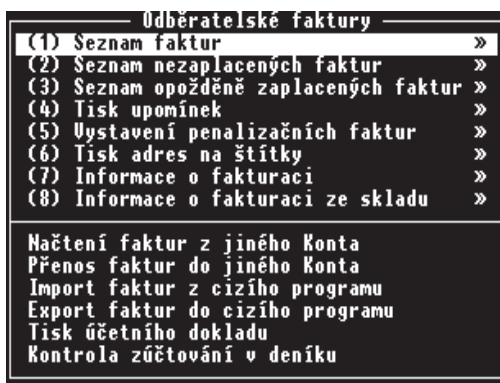 Odběratelské faktury
(1) Seznam faktur »
(2) Seznam nezaplacených faktur »
(3) Seznam opožděně zaplacených faktur »
(4) Tisk upomínek »
(5) Vystavení penalizačních faktur »
(6) Tisk adres na štítky »
(7) Informace o fakturaci »
(8) Informace o fakturaci ze skladu »
Načtení faktur z jiného Konta
Přenos faktur do jiného Konta
Import faktur z cizího programu
Export faktur do cizího programu
Tisk účetního dokladu
Kontrola zúčtování v deníku